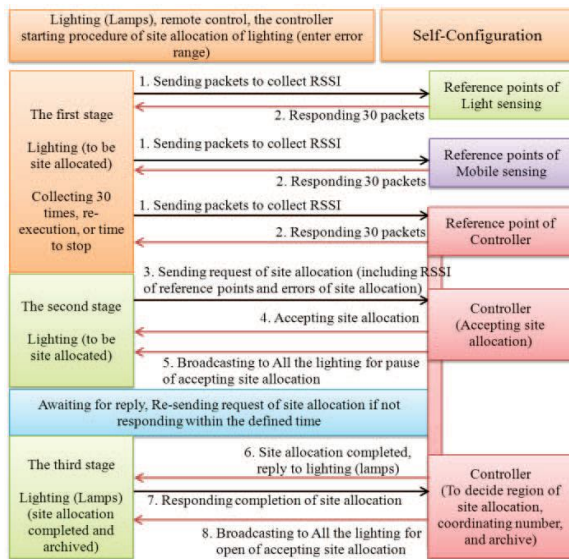 Lighting (Lamps), remote control, the controller
starting procedure of site allocation of lighting (enter error
range)
Self-Configuration
The first stage
Lighting (to be
site allocated)
Collecting 30
times, re-
execution, or time
to stop
1. Sending packets to collect RSSI
2. Responding 30 packets
Reference points of
Light sensing
1. Sending packets to collect RSSI
2. Responding 30 packets
Reference points of
Mobile sensing
1. Sending packets to collect RSSI
2. Responding 30 packets
Reference point of
Controller
The second stage
Lighting (to be
site allocated)
3. Sending request of site allocation (including RSSI
of reference points and errors of site allocation)
4. Accepting site allocation
5. Broadcasting to All the lighting for pause
of accepting site allocation
Controller
(Accepting site
allocation)
Awaiting for reply, Re-sending request of site allocation if not
responding within the defined time
The third stage
Lighting (Lamps)
(site allocation
completed and
archived)
6. Site allocation completed,
reply to lighting (lamps)
7. Responding completion of site allocation
8. Broadcasting to All the lighting for
open of accepting site allocation
Controller
(To decide region of
site allocation,
coordinating number,
and archive)